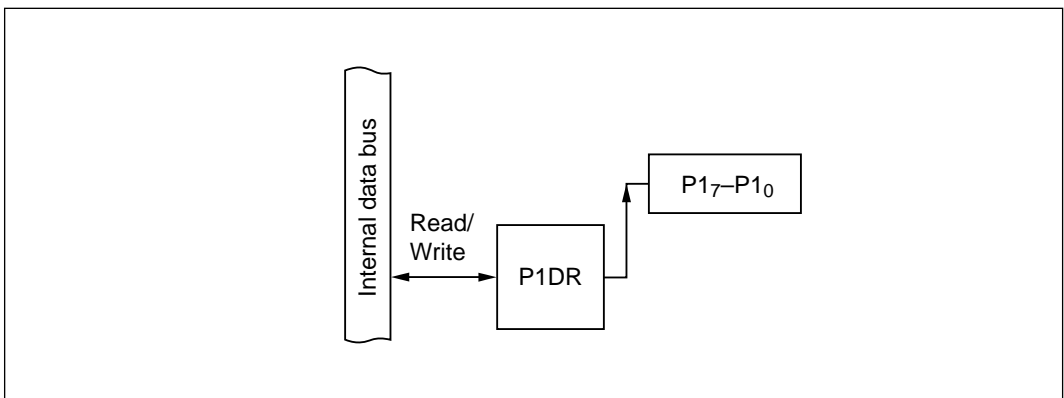 Internal data bus
Read/
Write
P1DR
P1₇–P1₀